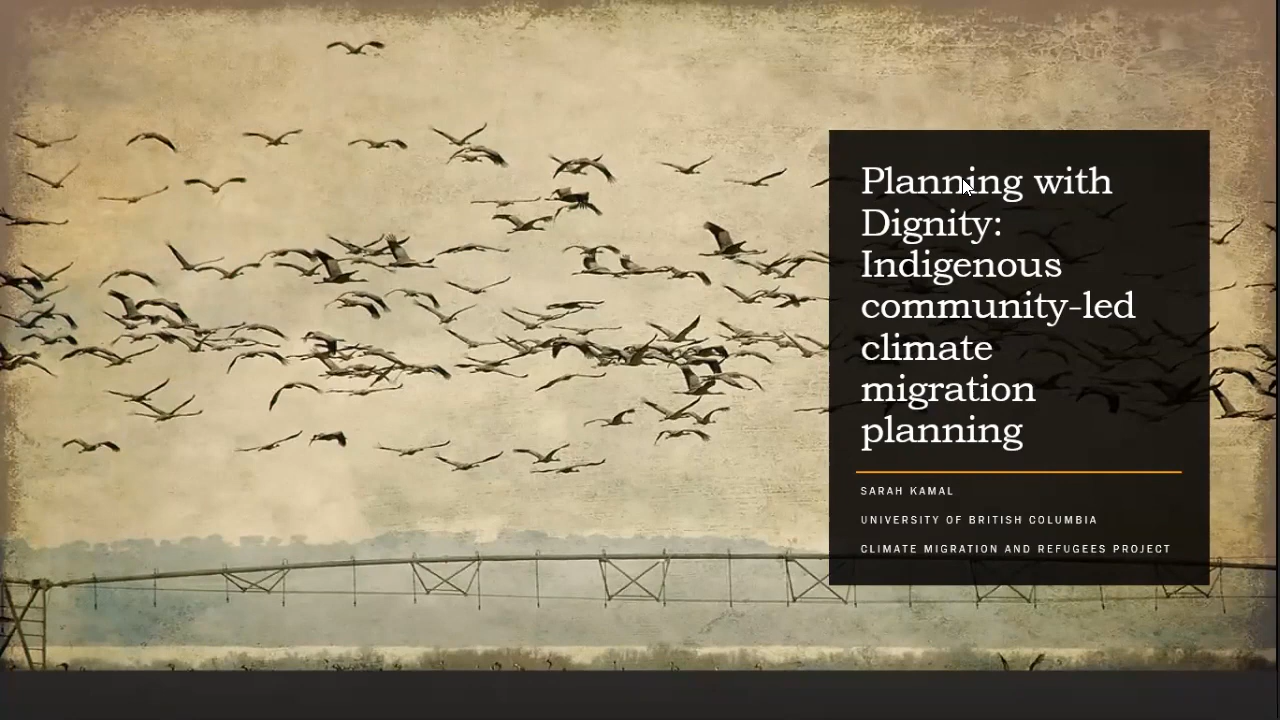 Planning with
Dignity:
Indigenous
community-led
climate
migration
planning
SARAH KAMAL
UNIVERSITY OF BRITISH COLUMBIA
CLIMATE MIGRATION AND REFUGEES PROJECT